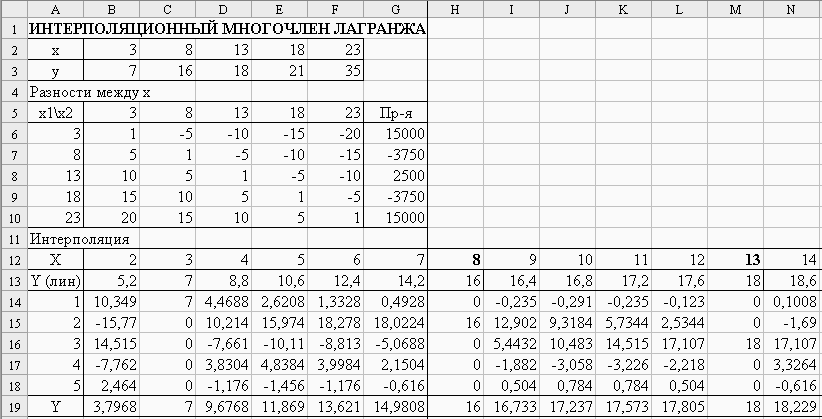 A B C D E F G H I J K L M N
1 ИНТЕРПОЛЯЦИОННЫЙ МНОГОЧЛЕН ЛАГРАНЖА
2 x 3 8 13 18 23
3 y 7 16 18 21 35
4 Разности между x
5 x1\x2 3 8 13 18 23 Пр-я
6 3 1 -5 -10 -15 -20 15000
7 8 5 1 -5 -10 -15 -3750
8 13 10 5 1 -5 -10 2500
9 18 15 10 5 1 -5 -3750
10 23 20 15 10 5 1 15000
11 Интерполяция
12 X 2 3 4 5 6 7 8 9 10 11 12 13 14
13 Y (лин) 5,2 7 8,8 10,6 12,4 14,2 16 16,4 16,8 17,2 17,6 18 18,6
14 1 10,349 7 4,4688 2,6208 1,3328 0,4928 0 -0,235 -0,291 -0,235 -0,123 0 0,1008
15 2 -15,77 0 10,214 15,974 18,278 18,0224 16 12,902 9,3184 5,7344 2,5344 0 -1,69
16 3 14,515 0 -7,661 -10,11 -8,813 -5,0688 0 5,4432 10,483 14,515 17,107 18 17,107
17 4 -7,762 0 3,8304 4,8384 3,9984 2,1504 0 -1,882 -3,058 -3,226 -2,218 0 3,3264
18 5 2,464 0 -1,176 -1,456 -1,176 -0,616 0 0,504 0,784 0,784 0,504 0 -0,616
19 Y 3,7968 7 9,6768 11,869 13,621 14,9808 16 16,733 17,237 17,573 17,805 18 18,229